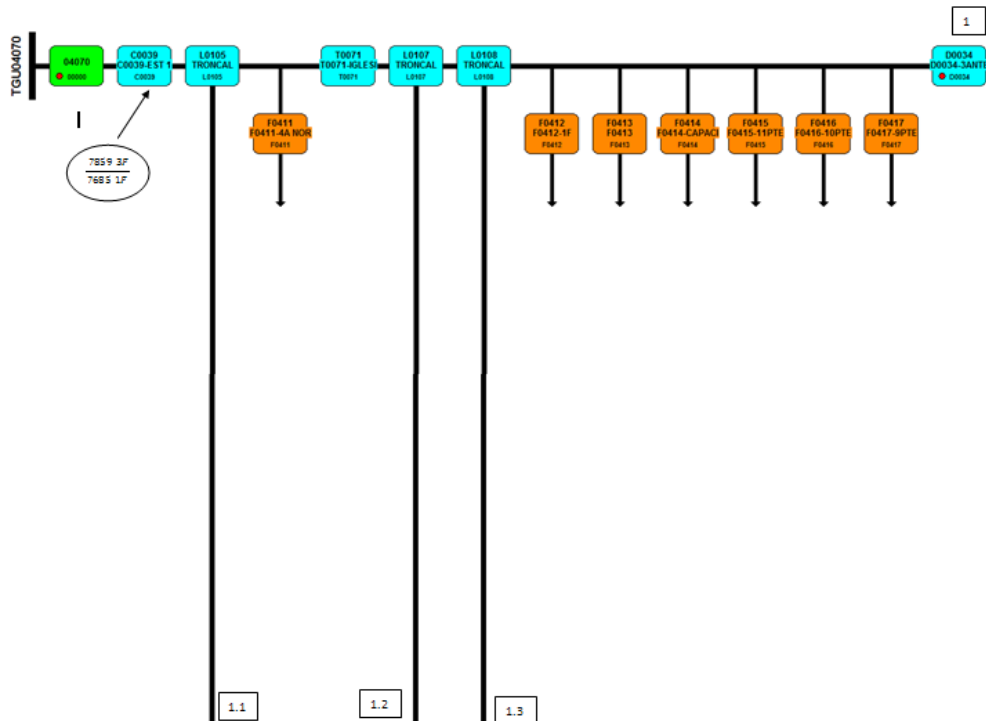 1
TGU04070
04070
00000
C0039
C0039-EST 1
C0039
L0105
TRONCAL
L0105
T0071
T0071-IGLESI
T0071
L0107
TRONCAL
L0107
L0108
TRONCAL
L0108
D0034
D0034-3ANTI
D0034
I
7859 3F
7685 1F
F0411
F0411-4A NOR
F0411
F0412
F0412-1F
F0412
F0413
F0413
F0413
F0414
F0414-CAPACI
F0414
F0415
F0415-11PTE
F0415
F0416
F0416-10PTE
F0416
F0417
F0417-9PTE
F0417
1.1
1.2
1.3